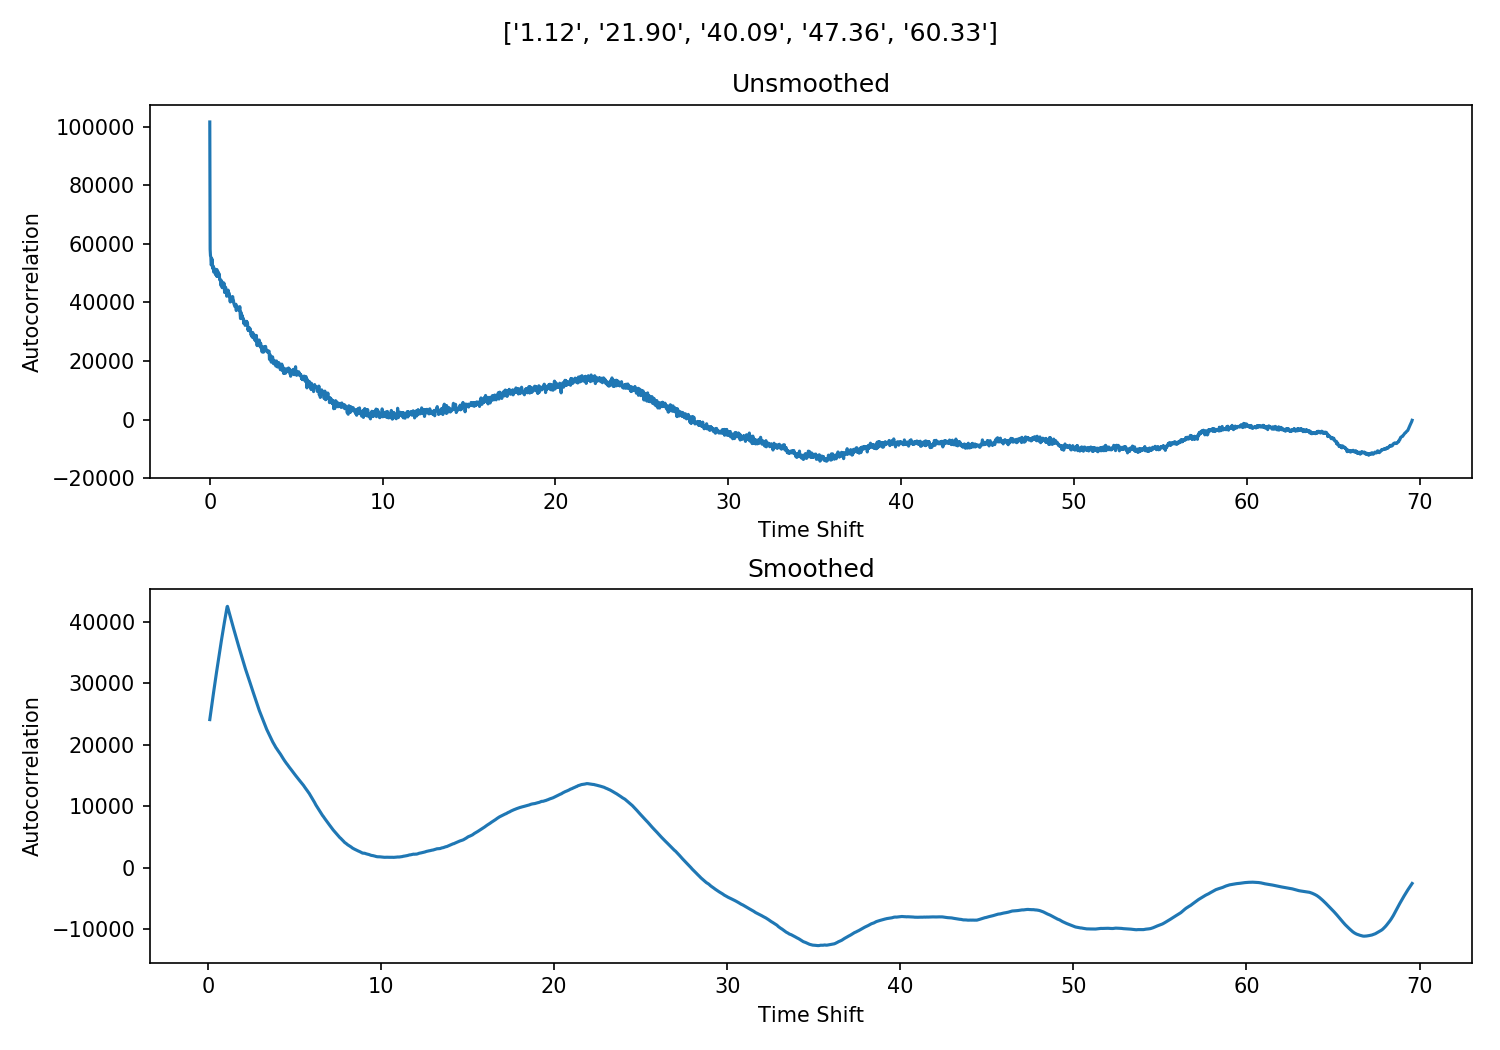 ['1.12', '21.90', '40.09', '47.36', '60.33']
Unsmoothed
100000
80000
60000
40000
20000
0
−20000
Autocorrelation
0 10 20 30 40 50 60 70
Time Shift
Smoothed
40000
30000
20000
10000
0
−10000
Autocorrelation
0 10 20 30 40 50 60 70
Time Shift